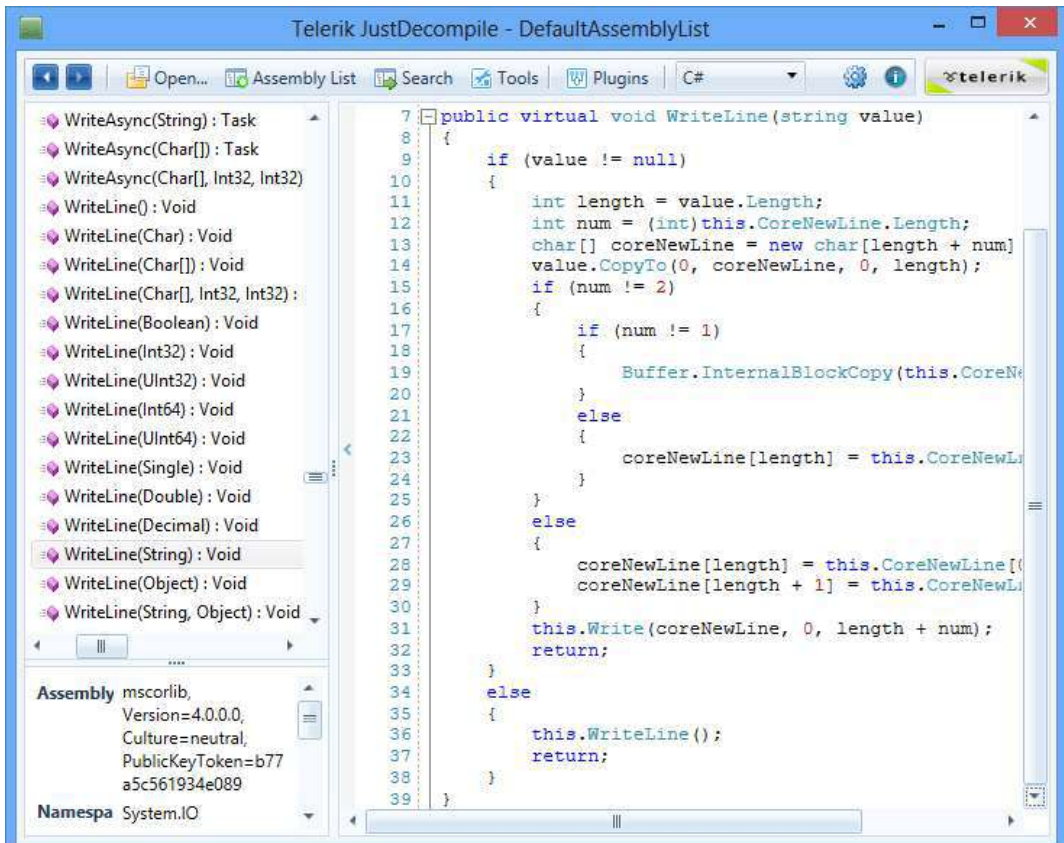 Telerik JustDecompile - DefaultAssemblyList
Open... Assembly List Search Tools Plugins C# telerik
WriteAsync(String) : Task
WriteAsync(Char[]) : Task
WriteAsync(Char[], Int32, Int32)
WriteLine() : Void
WriteLine(Char) : Void
WriteLine(Char[]) : Void
WriteLine(Char[], Int32, Int32) :
WriteLine(Boolean) : Void
WriteLine(Int32) : Void
WriteLine(UInt32) : Void
WriteLine(Int64) : Void
WriteLine(UInt64) : Void
WriteLine(Single) : Void
WriteLine(Double) : Void
WriteLine(Decimal) : Void
WriteLine(String) : Void
WriteLine(Object) : Void
WriteLine(String, Object) : Void
Assembly mscorlib,
Version=4.0.0.0,
Culture=neutral,
PublicKeyToken=b77
a5c561934e089
Namespa System.IO
7 public virtual void WriteLine(string value)
8 {
9 if (value != null)
10 {
11 int length = value.Length;
12 int num = (int)this.CoreNewLine.Length;
13 char[] coreNewLine = new char[length + num]
14 value.CopyTo(0, coreNewLine, 0, length);
15 if (num != 2)
16 {
17 if (num != 1)
18 {
19 Buffer.InternalBlockCopy(this.CoreNe
20 }
21 else
22 {
23 coreNewLine[length] = this.CoreNewLi
24 }
25 }
26 else
27 {
28 coreNewLine[length] = this.CoreNewLine[0
29 coreNewLine[length + 1] = this.CoreNewLi
30 }
31 this.Write(coreNewLine, 0, length + num);
32 return;
33 }
34 else
35 {
36 this.WriteLine();
37 return;
38 }
39 }